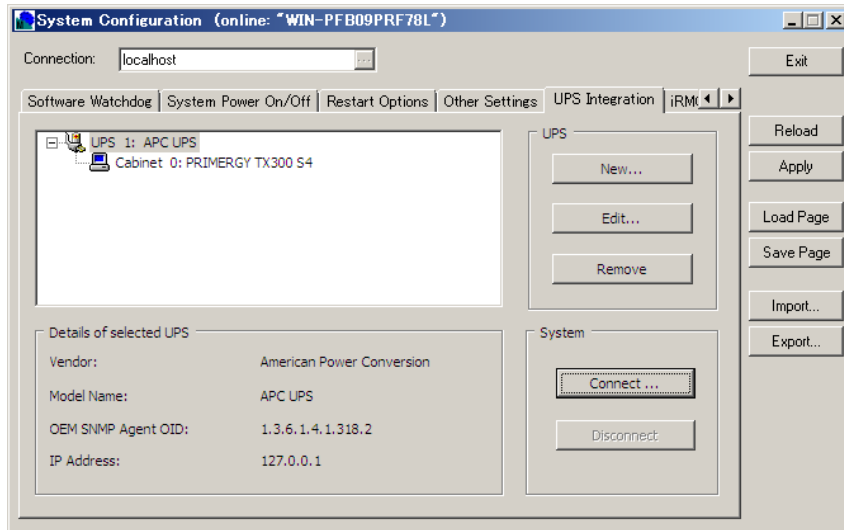 System Configuration (online: "WIN-PFB09PRF78L")
Connection: localhost ...
Exit
Software Watchdog System Power On/Off Restart Options Other Settings UPS Integration iRM
UPS 1: APC UPS
Cabinet 0: PRIMERGY TX300 S4
UPS
New...
Edit...
Remove
Reload
Apply
Load Page
Save Page
Import...
Export...
Details of selected UPS
Vendor: American Power Conversion
Model Name: APC UPS
OEM SNMP Agent OID: 1.3.6.1.4.1.318.2
IP Address: 127.0.0.1
System
Connect ...
Disconnect